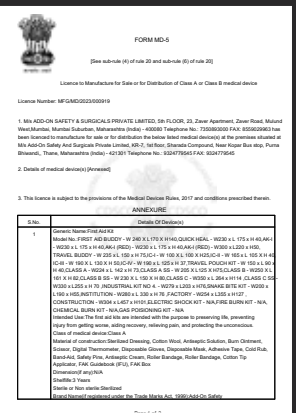 FORM MD-5
[See sub-rule (4) of rule 20 and sub-rule (6) of rule 20]
Licence to Manufacture for Sale or for Distribution of Class A or Class B medical device
Licence Number: MFG/MD/2023/000919
1. M/s ADD-ON SAFETY & SURGICALS PRIVATE LIMITED, 5th FLOOR, 23, Zaver Apartment, Zaver Road, Mulund
West,Mumbai, Mumbai Suburban, Maharashtra (India) - 400080 Telephone No.: 7350893000 FAX: 8559029963 has
been licenced to manufacture for sale or for distribution the below listed medical device(s) at the premises situated at
M/s Add-On Safety And Surgicals Private Limited, KR-7, 1st floor, Sharada Compound, Near Kopar Bus stop, Purna
Bhiwandi,, Thane, Maharashtra (India) - 421301 Telephone No.: 9324779545 FAX: 9324779545
2. Details of medical device(s) [Annexed]
3. This licence is subject to the provisions of the Medical Devices Rules, 2017 and conditions prescribed therein.
ANNEXURE
S.No. Details Of Device(s)
1 Generic Name:First Aid Kit
Model No.:FIRST AID BUDDY - W 240 X L170 X H140,QUICK HEAL - W230 x L 175 x H 40,AK-I
- W230 x L 175 x H 40,AK-I (RED) - W230 x L 175 x H 40,AK-I (RED) - W300 x L220 x H50,
TRAVEL BUDDY - W 235 x L 150 x H 75,IC-I - W 100 X L 100 X H25,IC-II - W 165 x L 105 X H 40
,IC-III - W 190 X L 130 X H 50,IC-IV - W 190 x L 125 x H 37,TRAVEL POUCH KIT - W 150 x L 90 x
H 40,CLASS A - W224 x L 142 x H 73,CLASS A SS - W 205 X L 125 X H75,CLASS B - W250 X L
161 X H 82,CLASS B SS - W 230 X L 150 X H 80,CLASS C - W350 x L 264 x H114 ,CLASS C SS -
W330 x L255 x H 70 ,INDUSTRIAL KIT NO 4. - W279 x L203 x H76,SNAKE BITE KIT - W200 x
L190 x H55,INSTITUTION - W280 x L 330 x H 76 ,FACTORY - W254 x L355 x H127 ,
CONSTRUCTION - W304 x L457 x H101,ELECTRIC SHOCK KIT - N/A,FIRE BURN KIT - N/A,
CHEMICAL BURN KIT - N/A,GAS POISONING KIT - N/A
Intended Use:The first aid kits are intended with the purpose to preserving life, preventing
injury from getting worse, aiding recovery, relieving pain, and protecting the unconscious.
Class of medical device:Class A
Material of construction:Sterilized Dressing, Cotton Wool, Antiseptic Solution, Burn Ointment,
Scissor, Digital Thermometer, Disposable Gloves, Disposable Mask, Adhesive Tape, Cold Rub,
Band-Aid, Safety Pins, Antiseptic Cream, Roller Bandage, Roller Bandage, Cotton Tip
Applicator, FAK Guidebook (IFU), FAK Box
Dimension(if any):N/A
Shelflife:3 Years
Sterile or Non sterile:Sterilized
Brand Name(if registered under the Trade Marks Act, 1999):Add-On Safety